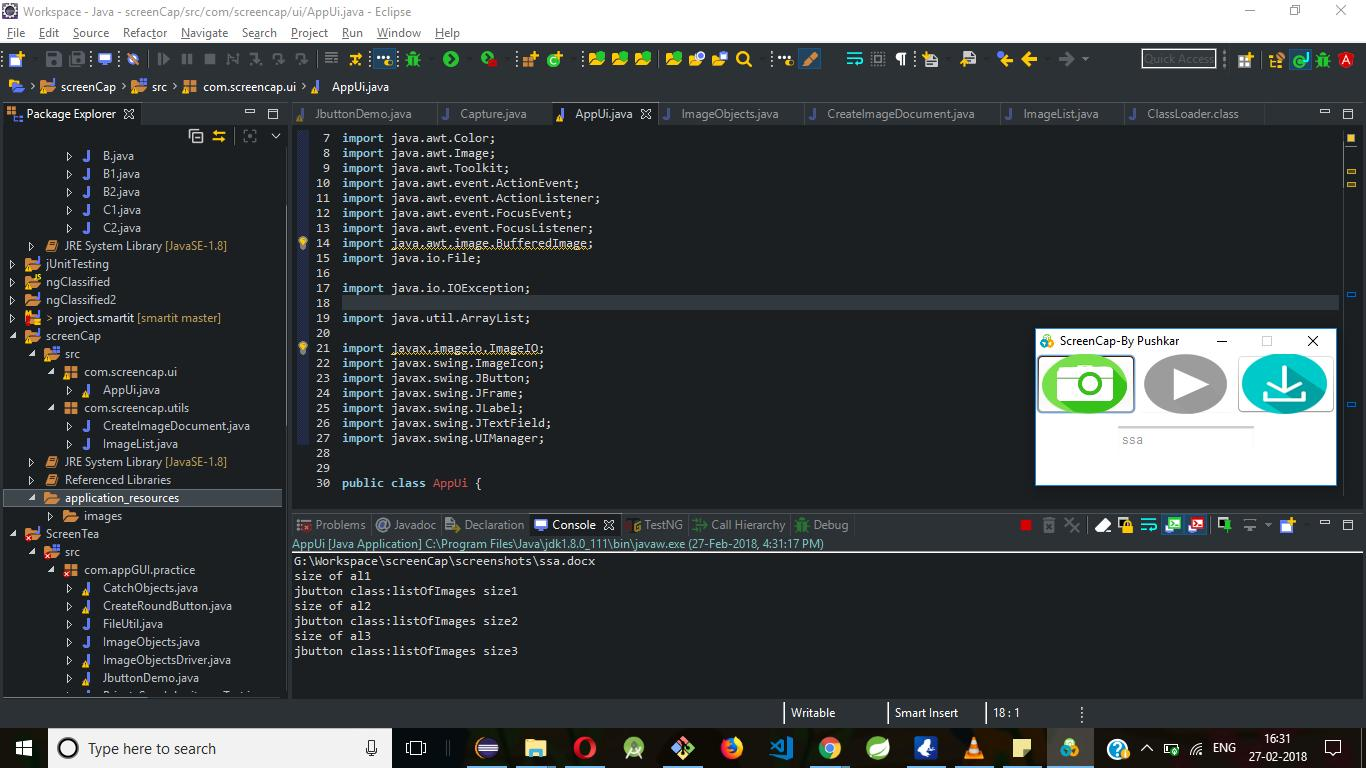 Workspace - Java - screenCap/src/com/screencap/ui/AppUi.java - Eclipse
File Edit Source Refactor Navigate Search Project Run Window Help
Quick Access
screenCap src com.screencap.ui AppUi.java
Package Explorer
B.java
B1.java
B2.java
C1.java
C2.java
JRE System Library [JavaSE-1.8]
jUnitTesting
ngClassified
ngClassified2
> project.smartit [smartit master]
screenCap
src
com.screencap.ui
AppUi.java
com.screencap.utils
CreateImageDocument.java
ImageList.java
JRE System Library [JavaSE-1.8]
Referenced Libraries
application_resources
images
ScreenTea
src
com.appGUI.practice
CatchObjects.java
CreateRoundButton.java
FileUtil.java
ImageObjects.java
ImageObjectsDriver.java
JbuttonDemo.java
JbuttonDemo.java Capture.java AppUi.java ImageObjects.java CreateImageDocument.java ImageList.java ClassLoader.class
7 import java.awt.Color;
8 import java.awt.Image;
9 import java.awt.Toolkit;
10 import java.awt.event.ActionEvent;
11 import java.awt.event.ActionListener;
12 import java.awt.event.FocusEvent;
13 import java.awt.event.FocusListener;
14 import java.awt.image.BufferedImage;
15 import java.io.File;
16
17 import java.io.IOException;
18
19 import java.util.ArrayList;
20
21 import javax.imageio.ImageIO;
22 import javax.swing.ImageIcon;
23 import javax.swing.JButton;
24 import javax.swing.JFrame;
25 import javax.swing.JLabel;
26 import javax.swing.JTextField;
27 import javax.swing.UIManager;
28
29
30 public class AppUi {
ScreenCap-By Pushkar
ssa
Problems Javadoc Declaration Console TestNG Call Hierarchy Debug
AppUi [Java Application] C:\Program Files\Java\jdk1.8.0_111\bin\javaw.exe (27-Feb-2018, 4:31:17 PM)
G:\Workspace\screenCap\screenshots\ssa.docx
size of al1
jbutton class:listOfImages size1
size of al2
jbutton class:listOfImages size2
size of al3
jbutton class:listOfImages size3
Writable Smart Insert 18 : 1
Type here to search
ENG
16:31
27-02-2018